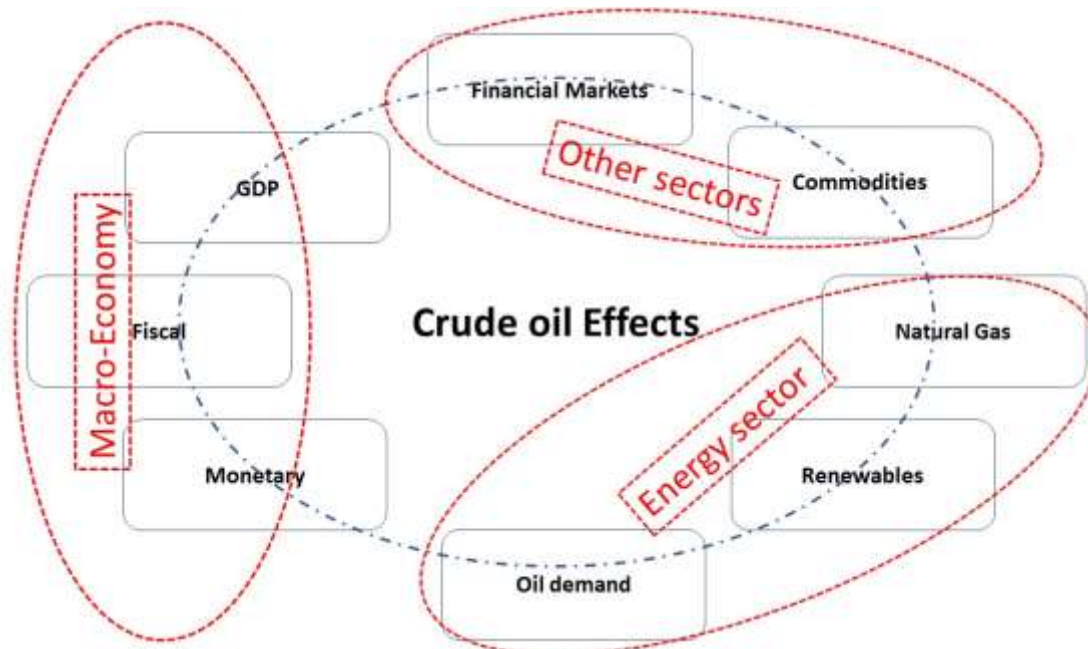 Financial Markets
Other sectors
Commodities
GDP
Macro-Economy
Fiscal
Crude oil Effects
Natural Gas
Energy sector
Monetary
Renewables
Oil demand